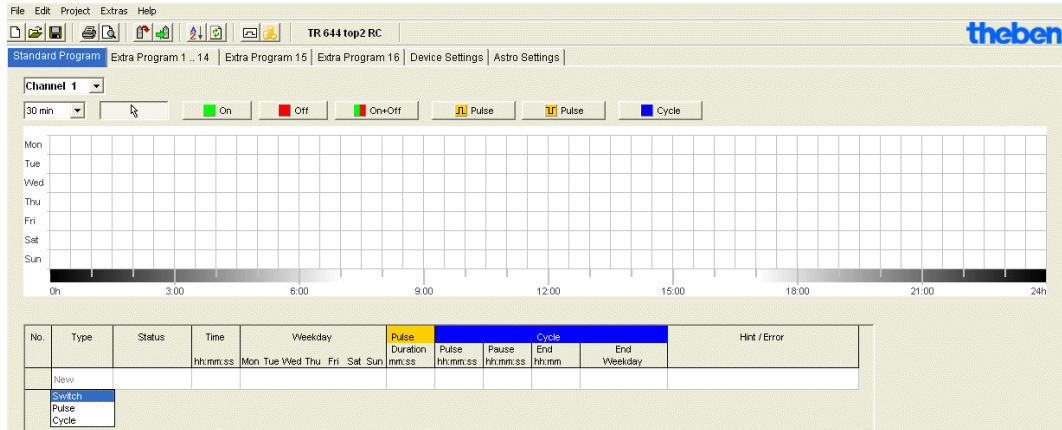 File Edit Project Extras Help
TR 644 top2 RC
theben
Standard Program Extra Program 1 .. 14 Extra Program 15 Extra Program 16 Device Settings Astro Settings
Channel 1
30 min On Off On+Off Pulse Pulse Cycle
Mon
Tue
Wed
Thu
Fri
Sat
Sun
0h 3:00 6:00 9:00 12:00 15:00 18:00 21:00 24h
No. Type Status Time Weekday Pulse Cycle Hint / Error
Duration Pulse Pause End End
hh:mm:ss Mon Tue Wed Thu Fri Sat Sun mm:ss hh:mm:ss hh:mm:ss hh:mm Weekday
New
Switch
Pulse
Cycle